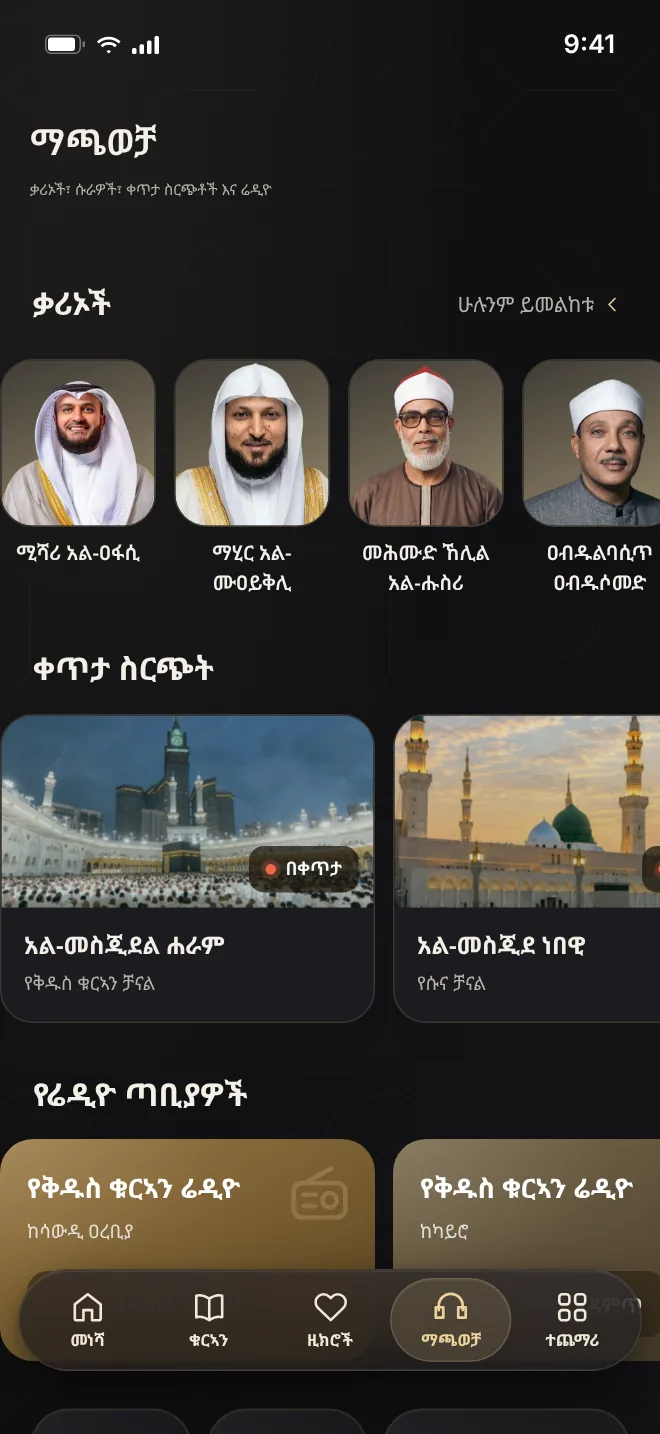 9:41
ማጫወቻ
ቃሪኦች፣ ሱራዎች፣ ቀጥታ ስርጭቶች እና ሬዲዮ
ቃሪኦች
ሁሉንም ይመልከቱ
ሚሻሪ አል-ዐፋሲ
ማሂር አል-
ሙዐይቅሊ
መሕሙድ ኸሊል
አል-ሑስሪ
ዐብዱልባሲጥ
ዐብዱሶመድ
ቀጥታ ስርጭት
በቀጥታ
አል-መስጂደል ሐራም
የቅዱስ ቁርኣን ቻናል
አል-መስጂደ ነበዊ
የሱና ቻናል
የሬዲዮ ጣቢያዎች
የቅዱስ ቁርኣን ሬዲዮ
ከሳውዲ ዐረቢያ
የቅዱስ ቁርኣን ሬዲዮ
ከካይሮ
መነሻ
ቁርኣን
ዚክሮች
ማጫወቻ
ተጨማሪ